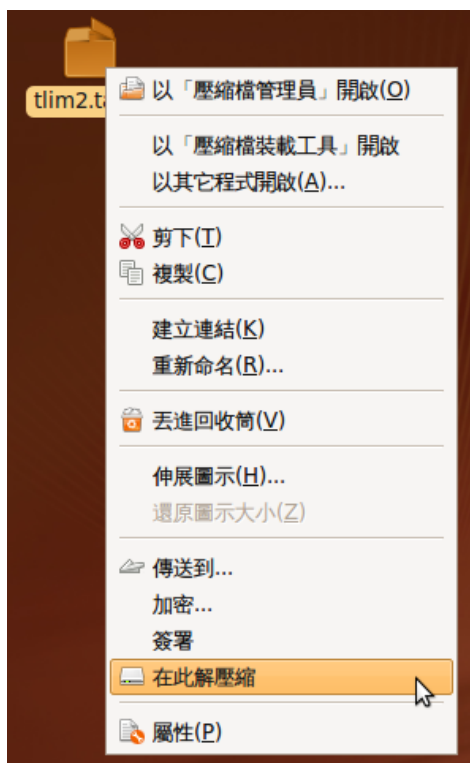 tlim2.ta
以「壓縮檔管理員」開啟(O)
以「壓縮檔裝載工具」開啟
以其它程式開啟(A)...
剪下(T)
複製(C)
建立連結(K)
重新命名(R)...
丟進回收筒(V)
伸展圖示(H)...
還原圖示大小(Z)
傳送到...
加密...
簽署
在此解壓縮
屬性(P)